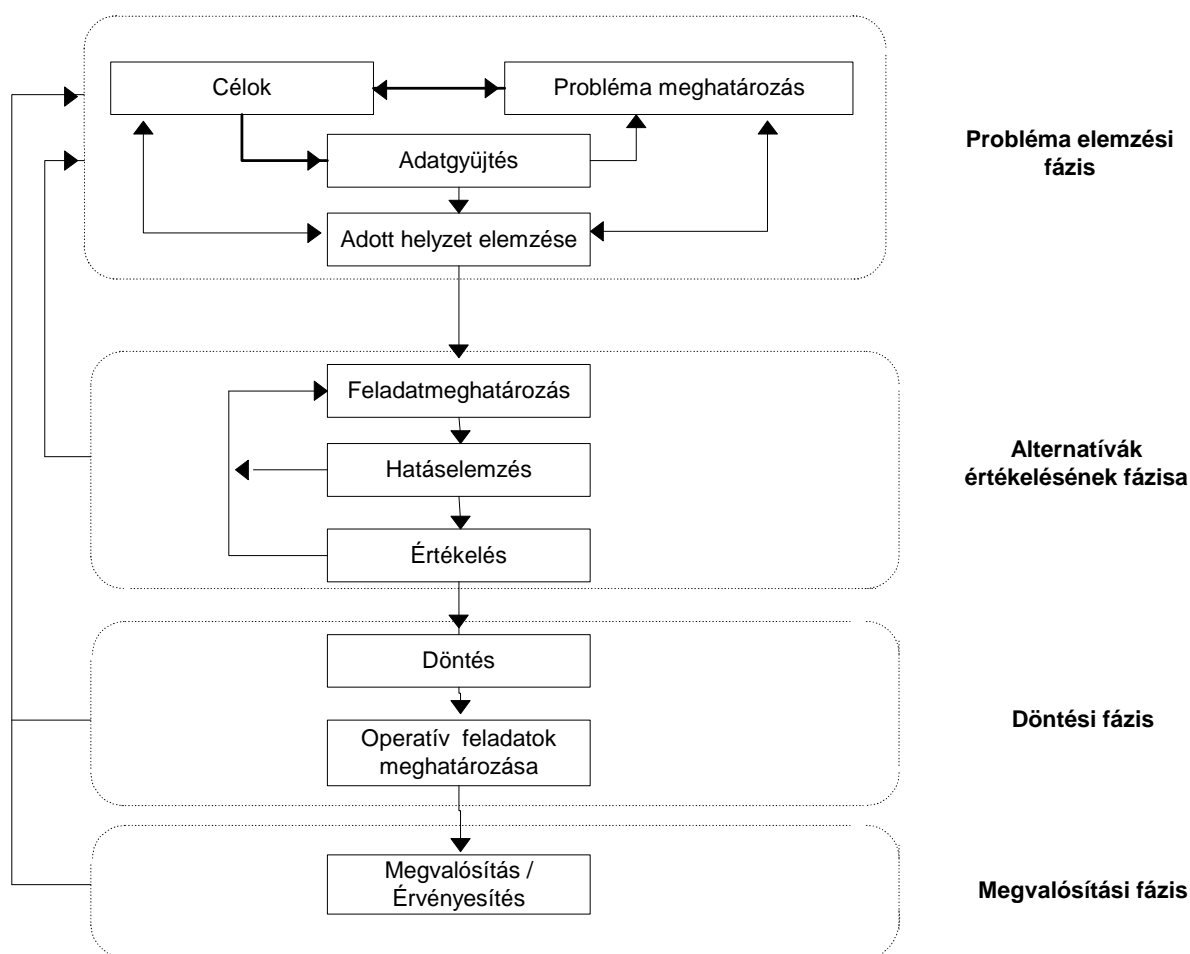 Célok
Probléma meghatározás
Adatgyüjtés
Adott helyzet elemzése
Probléma elemzési
fázis
Feladatmeghatározás
Hatáselemzés
Értékelés
Alternatívák
értékelésének fázisa
Döntés
Operatív feladatok
meghatározása
Döntési fázis
Megvalósítás /
Érvényesítés
Megvalósítási fázis